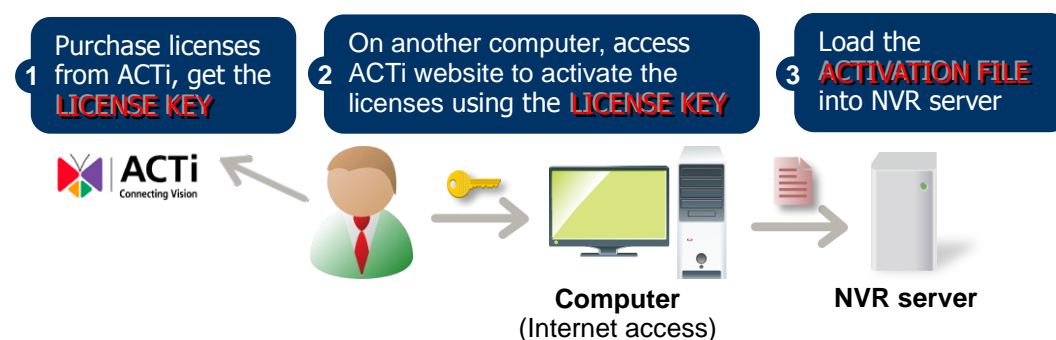 1
Purchase licenses
from ACTi, get the
LICENSE KEY
2
On another computer, access
ACTi website to activate the
licenses using the LICENSE KEY
3
Load the
ACTIVATION FILE
into NVR server
ACTi
Connecting Vision
Computer
(Internet access)
NVR server